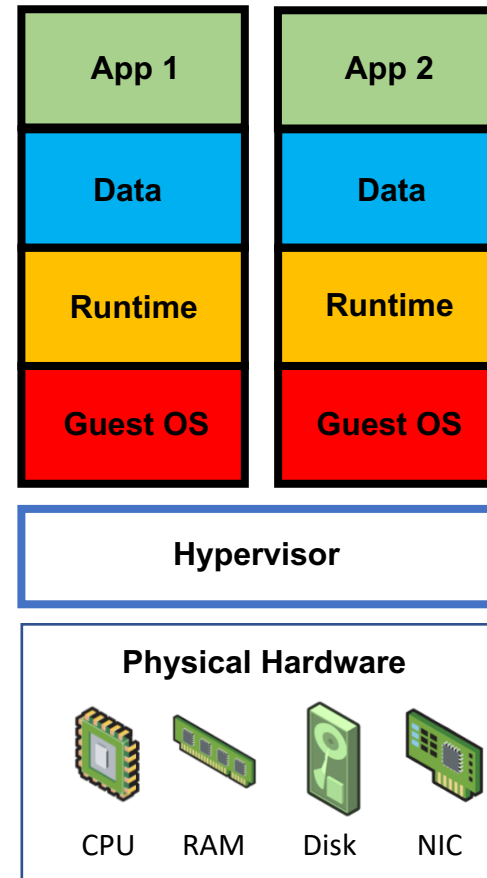 App 1
App 2
Data
Data
Runtime
Runtime
Guest OS
Guest OS
Hypervisor
Physical Hardware
CPU
RAM
Disk
NIC